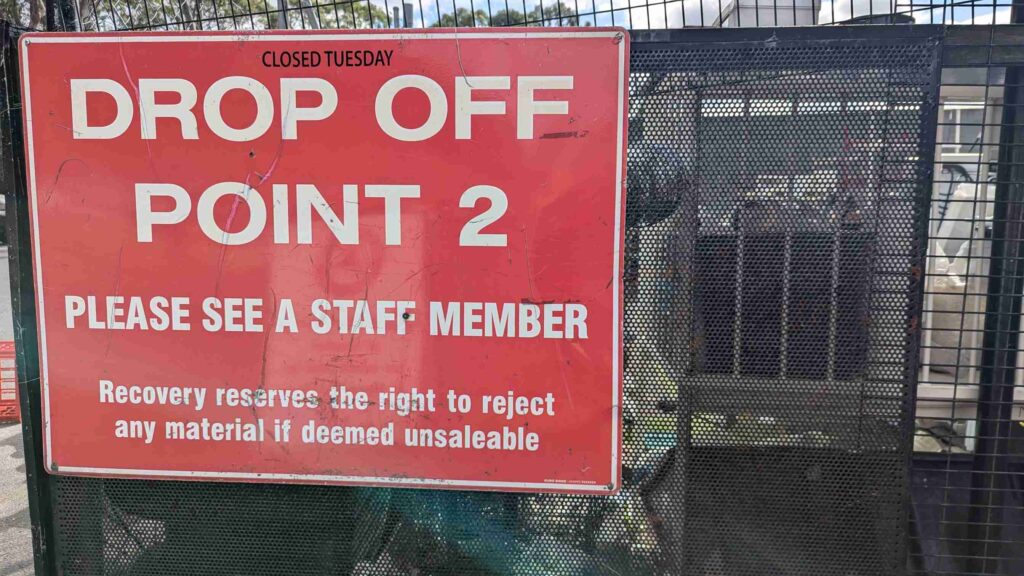 CLOSED TUESDAY
DROP OFF
POINT 2
PLEASE SEE A STAFF MEMBER
Recovery reserves the right to reject
any material if deemed unsaleable